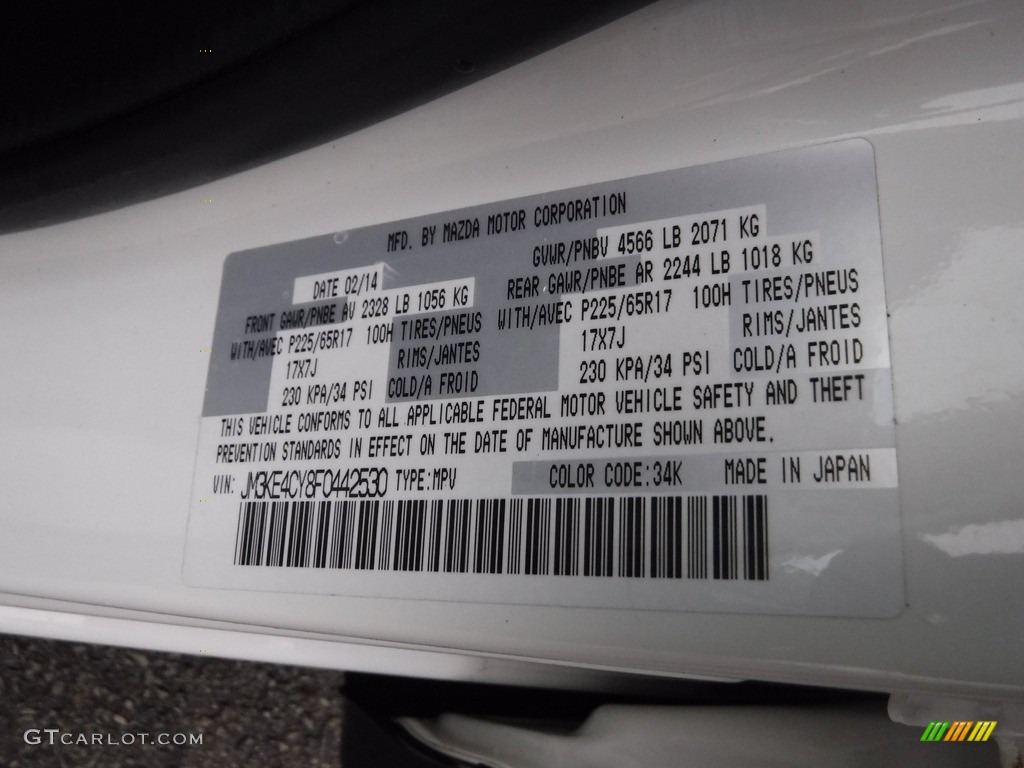 MFD. BY MAZDA MOTOR CORPORATION
DATE 02/14 GVWR/PNBV 4566 LB 2071 KG
FRONT GAWR/PNBE AV 2328 LB 1056 KG REAR GAWR/PNBE AR 2244 LB 1018 KG
WITH/AVEC P225/65R17 100H TIRES/PNEUS WITH/AVEC P225/65R17 100H TIRES/PNEUS
17X7J RIMS/JANTES 17X7J RIMS/JANTES
230 KPA/34 PSI COLD/A FROID 230 KPA/34 PSI COLD/A FROID
THIS VEHICLE CONFORMS TO ALL APPLICABLE FEDERAL MOTOR VEHICLE SAFETY AND THEFT
PREVENTION STANDARDS IN EFFECT ON THE DATE OF MANUFACTURE SHOWN ABOVE.
VIN: JM3KE4CY8F0442530 TYPE:MPV COLOR CODE:34K MADE IN JAPAN
GTCARLOT.COM